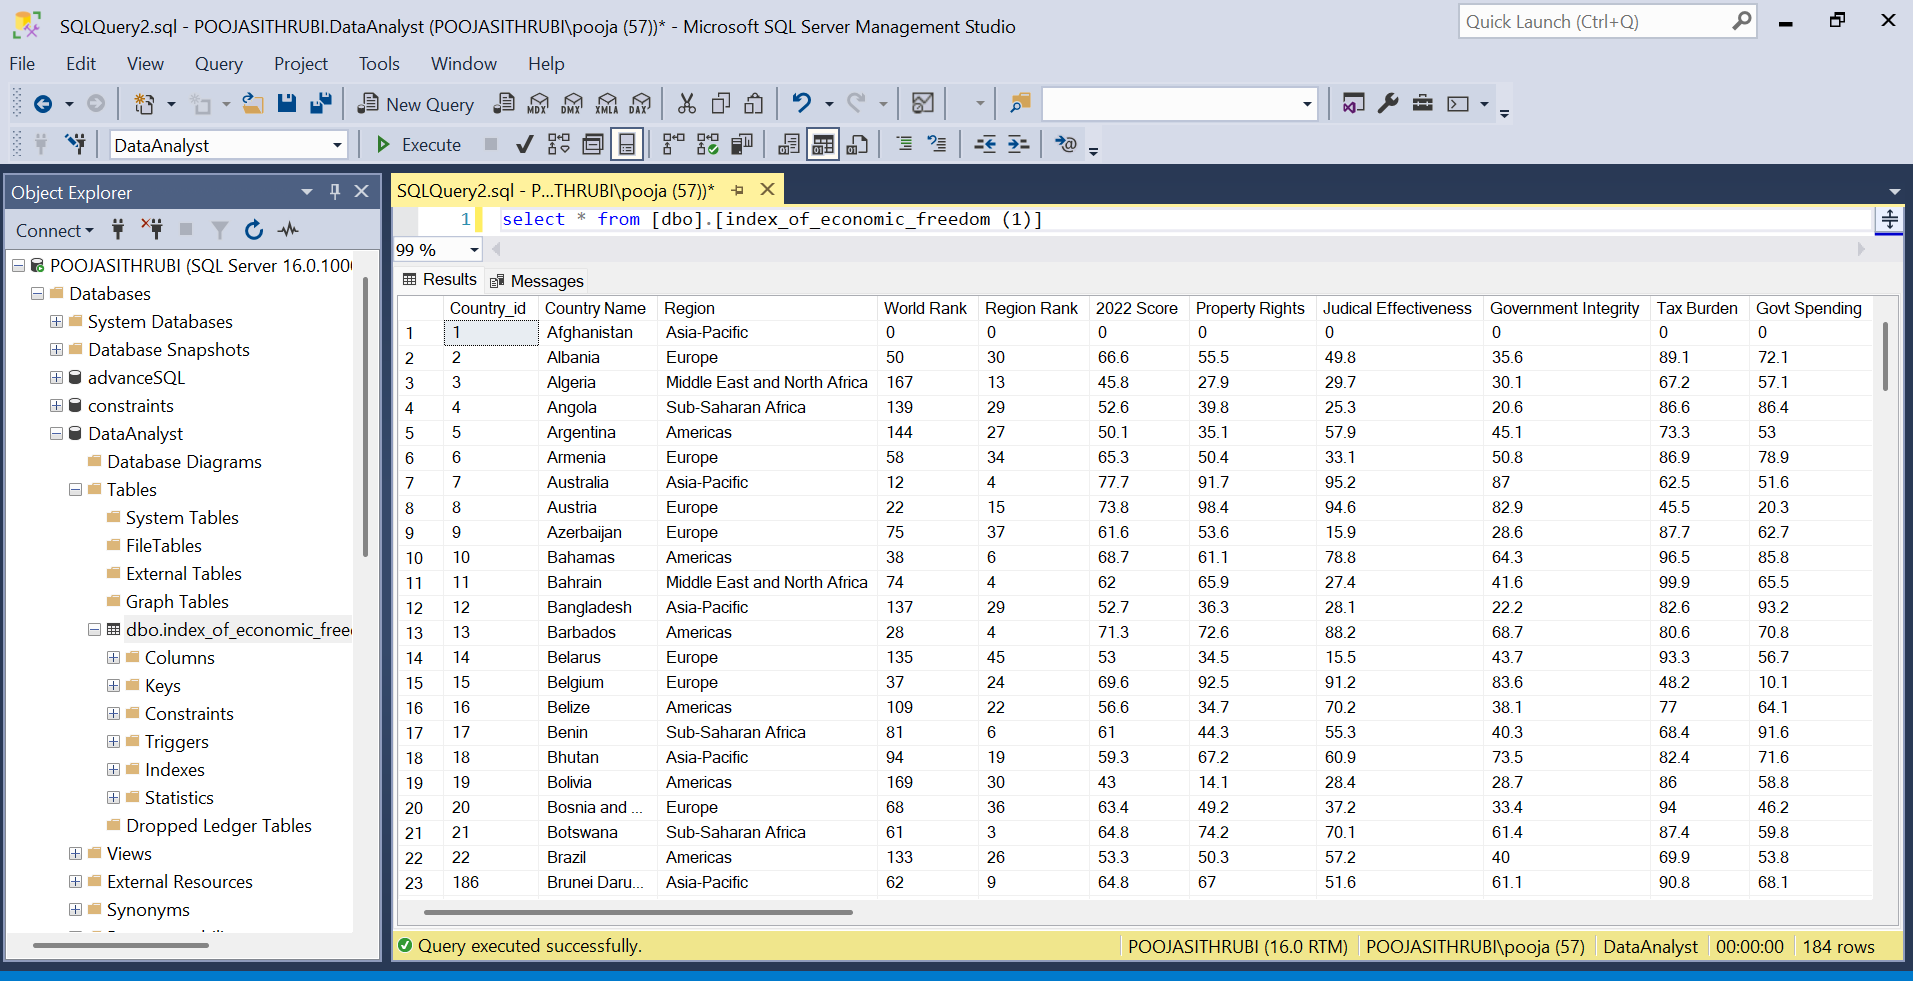 SQLQuery2.sql - POOJASITHRUBI.DataAnalyst (POOJASITHRUBI\pooja (57))* - Microsoft SQL Server Management Studio
Quick Launch (Ctrl+Q)
File Edit View Query Project Tools Window Help
New Query MDX DMX XMLA DAX
DataAnalyst Execute
Object Explorer
Connect
POOJASITHRUBI (SQL Server 16.0.100
Databases
System Databases
Database Snapshots
advanceSQL
constraints
DataAnalyst
Database Diagrams
Tables
System Tables
FileTables
External Tables
Graph Tables
dbo.index_of_economic_free
Columns
Keys
Constraints
Triggers
Indexes
Statistics
Dropped Ledger Tables
Views
External Resources
Synonyms
SQLQuery2.sql - P...THRUBI\pooja (57))*
1 select * from [dbo].[index_of_economic_freedom (1)]
99 %
Results Messages
Country_id Country Name Region World Rank Region Rank 2022 Score Property Rights Judical Effectiveness Government Integrity Tax Burden Govt Spending
1 1 Afghanistan Asia-Pacific 0 0 0 0 0 0 0 0
2 2 Albania Europe 50 30 66.6 55.5 49.8 35.6 89.1 72.1
3 3 Algeria Middle East and North Africa 167 13 45.8 27.9 29.7 30.1 67.2 57.1
4 4 Angola Sub-Saharan Africa 139 29 52.6 39.8 25.3 20.6 86.6 86.4
5 5 Argentina Americas 144 27 50.1 35.1 57.9 45.1 73.3 53
6 6 Armenia Europe 58 34 65.3 50.4 33.1 50.8 86.9 78.9
7 7 Australia Asia-Pacific 12 4 77.7 91.7 95.2 87 62.5 51.6
8 8 Austria Europe 22 15 73.8 98.4 94.6 82.9 45.5 20.3
9 9 Azerbaijan Europe 75 37 61.6 53.6 15.9 28.6 87.7 62.7
10 10 Bahamas Americas 38 6 68.7 61.1 78.8 64.3 96.5 85.8
11 11 Bahrain Middle East and North Africa 74 4 62 65.9 27.4 41.6 99.9 65.5
12 12 Bangladesh Asia-Pacific 137 29 52.7 36.3 28.1 22.2 82.6 93.2
13 13 Barbados Americas 28 4 71.3 72.6 88.2 68.7 80.6 70.8
14 14 Belarus Europe 135 45 53 34.5 15.5 43.7 93.3 56.7
15 15 Belgium Europe 37 24 69.6 92.5 91.2 83.6 48.2 10.1
16 16 Belize Americas 109 22 56.6 34.7 70.2 38.1 77 64.1
17 17 Benin Sub-Saharan Africa 81 6 61 44.3 55.3 40.3 68.4 91.6
18 18 Bhutan Asia-Pacific 94 19 59.3 67.2 60.9 73.5 82.4 71.6
19 19 Bolivia Americas 169 30 43 14.1 28.4 28.7 86 58.8
20 20 Bosnia and ... Europe 68 36 63.4 49.2 37.2 33.4 94 46.2
21 21 Botswana Sub-Saharan Africa 61 3 64.8 74.2 70.1 61.4 87.4 59.8
22 22 Brazil Americas 133 26 53.3 50.3 57.2 40 69.9 53.8
23 186 Brunei Daru... Asia-Pacific 62 9 64.8 67 51.6 61.1 90.8 68.1
Query executed successfully. POOJASITHRUBI (16.0 RTM) POOJASITHRUBI\pooja (57) DataAnalyst 00:00:00 184 rows